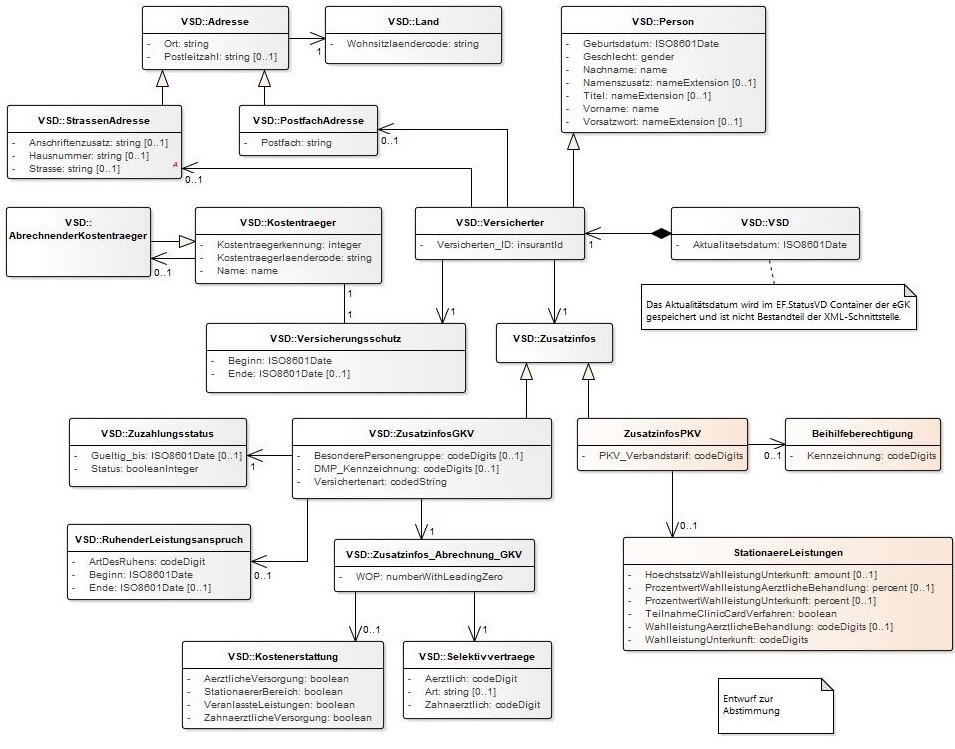 VSD::Adresse
- Ort: string
- Postleitzahl: string [0..1]
1
VSD::Land
- Wohnsitzlaendercode: string
VSD::Person
- Geburtsdatum: ISO8601Date
- Geschlecht: gender
- Nachname: name
- Namenszusatz: nameExtension [0..1]
- Titel: nameExtension [0..1]
- Vorname: name
- Vorsatzwort: nameExtension [0..1]
VSD::StrassenAdresse
- Anschriftenzusatz: string [0..1]
- Hausnummer: string [0..1]
- Strasse: string [0..1]
A
0..1
VSD::PostfachAdresse
- Postfach: string
0..1
VSD::
AbrechnenderKostentraeger
0..1
VSD::Kostentraeger
- Kostentraegerkennung: integer
- Kostentraegerlaendercode: string
- Name: name
1
1
VSD::Versicherter
- Versicherten_ID: insurantId
1
VSD::VSD
- Aktualitaetsdatum: ISO8601Date
Das Aktualitätsdatum wird im EF.StatusVD Container der eGK
gespeichert und ist nicht Bestandteil der XML-Schnittstelle.
1
1
VSD::Versicherungsschutz
- Beginn: ISO8601Date
- Ende: ISO8601Date [0..1]
VSD::Zusatzinfos
VSD::Zuzahlungsstatus
- Gueltig_bis: ISO8601Date [0..1]
- Status: booleanInteger
1
VSD::ZusatzinfosGKV
- BesonderePersonengruppe: codeDigits [0..1]
- DMP_Kennzeichnung: codeDigits [0..1]
- Versichertenart: codedString
ZusatzinfosPKV
- PKV_Verbandstarif: codeDigits
0..1
Beihilfeberechtigung
- Kennzeichnung: codeDigits
VSD::RuhenderLeistungsanspruch
- ArtDesRuhens: codeDigit
- Beginn: ISO8601Date
- Ende: ISO8601Date [0..1]
0..1
1
VSD::Zusatzinfos_Abrechnung_GKV
- WOP: numberWithLeadingZero
0..1
StationaereLeistungen
- HoechstsatzWahlleistungUnterkunft: amount [0..1]
- ProzentwertWahlleistungAerztlicheBehandlung: percent [0..1]
- ProzentwertWahlleistungUnterkunft: percent [0..1]
- TeilnahmeClinicCardVerfahren: boolean
- WahlleistungAerztlicheBehandlung: codeDigits [0..1]
- WahlleistungUnterkunft: codeDigits
0..1
1
VSD::Kostenerstattung
- AerztlicheVersorgung: boolean
- StationaererBereich: boolean
- VeranlassteLeistungen: boolean
- ZahnaerztlicheVersorgung: boolean
VSD::Selektivvertraege
- Aerztlich: codeDigit
- Art: string [0..1]
- Zahnaerztlich: codeDigit
Entwurf zur
Abstimmung